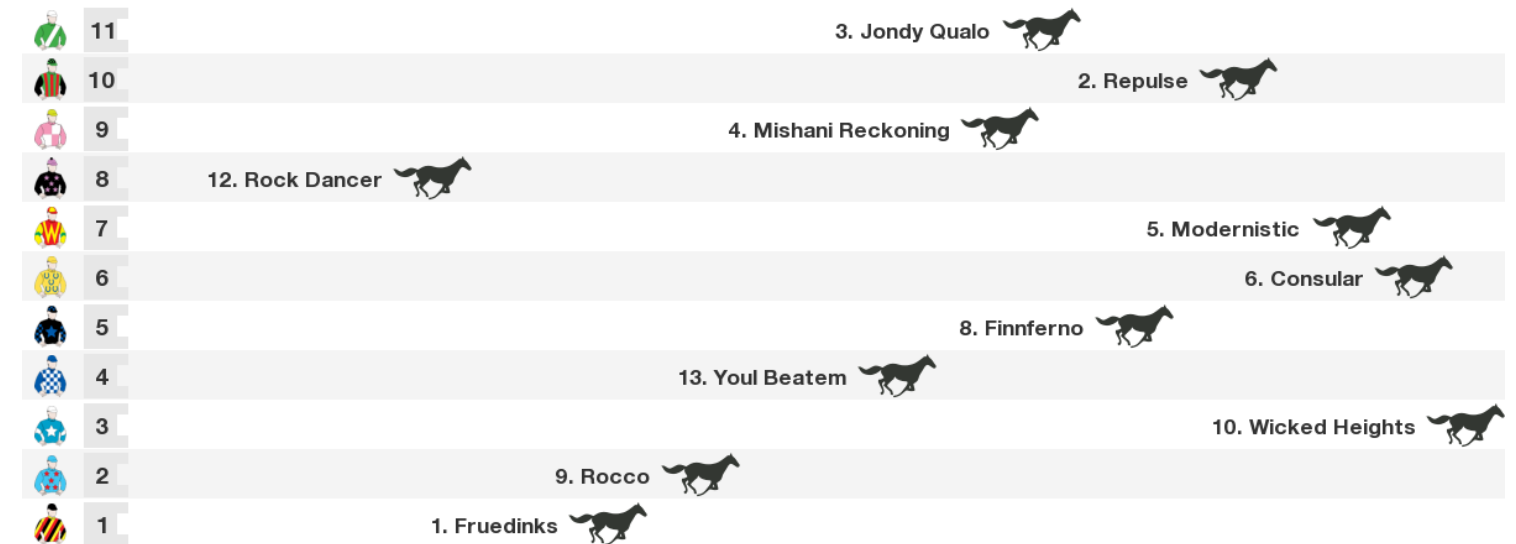 11 3. Jondy Qualo
10 2. Repulse
9 4. Mishani Reckoning
8 12. Rock Dancer
7 5. Modernistic
W
6 6. Consular
5 8. Finnferno
4 13. Youl Beatem
3 10. Wicked Heights
2 9. Rocco
1 1. Fruedinks